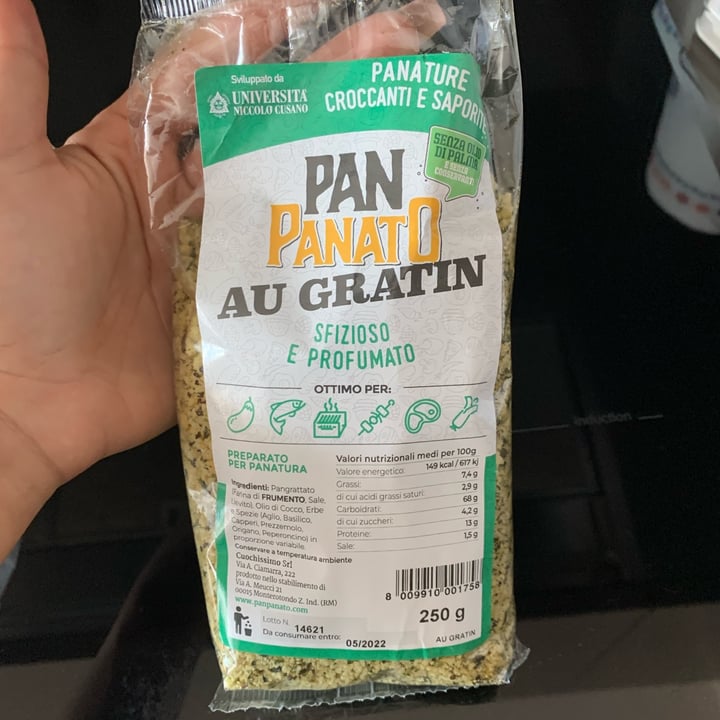 Sviluppato da
UNIVERSITÀ
NICCOLO CUSANO
PANATURE
CROCCANTI E SAPORITE
SENZA OLIO
DI PALMA
E SENZA
CONSERVANTI
PAN
PANATO
AU GRATIN
SFIZIOSO
E PROFUMATO
OTTIMO PER:
PREPARATO
PER PANATURA
Ingredienti: Pangrattato
(Farina di FRUMENTO, Sale,
Lievito), Olio di Cocco, Erbe
e Spezie (Aglio, Basilico,
Capperi, Prezzemolo,
Origano, Peperoncino) in
proporzione variabile.
Conservare a temperatura ambiente
Cuochissimo Srl
Via A. Ciamarra, 222
prodotto nello stabilimento di
Via A. Meucci 21
00015 Monterotondo Z. Ind. (RM)
www.panpanato.com
Valori nutrizionali medi per 100g
Valore energetico: 149 kcal / 617 kj
Grassi: 7,4 g
di cui acidi grassi saturi: 2,9 g
Carboidrati: 68 g
di cui zuccheri: 4,2 g
Proteine: 13 g
Sale: 1,5 g
8 009910 001758
250 g
AU GRATIN
Lotto N. 14621
Da consumare entro: 05/2022
induction